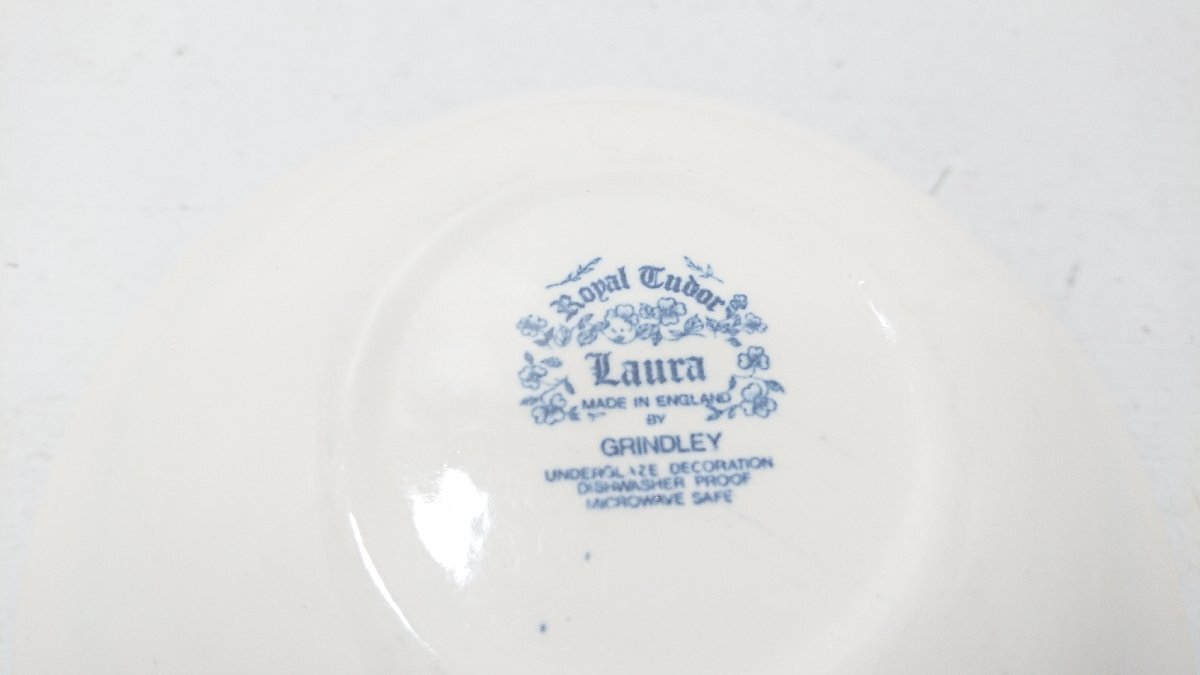 Royal Tudor
Laura
MADE IN ENGLAND
BY
GRINDLEY
UNDERGLAZE DECORATION
DISHWASHER PROOF
MICROWAVE SAFE